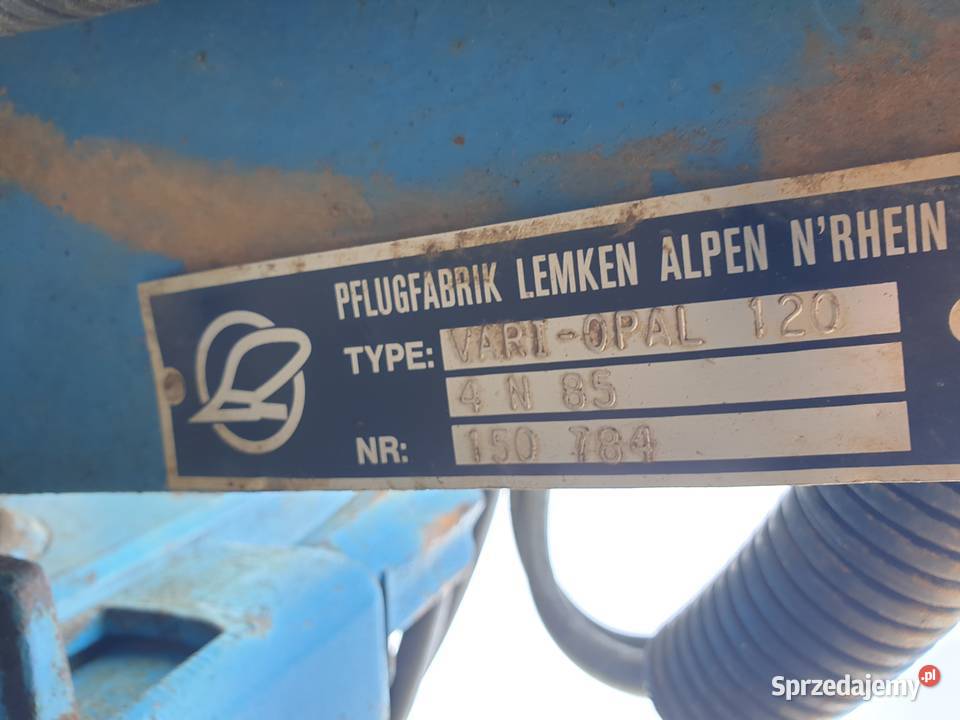 PFLUGFABRIK LEMKEN ALPEN N'RHEIN
TYPE: VARI-OPAL 120
4 N 85
NR: 150 784
Sprzedajemy.pl